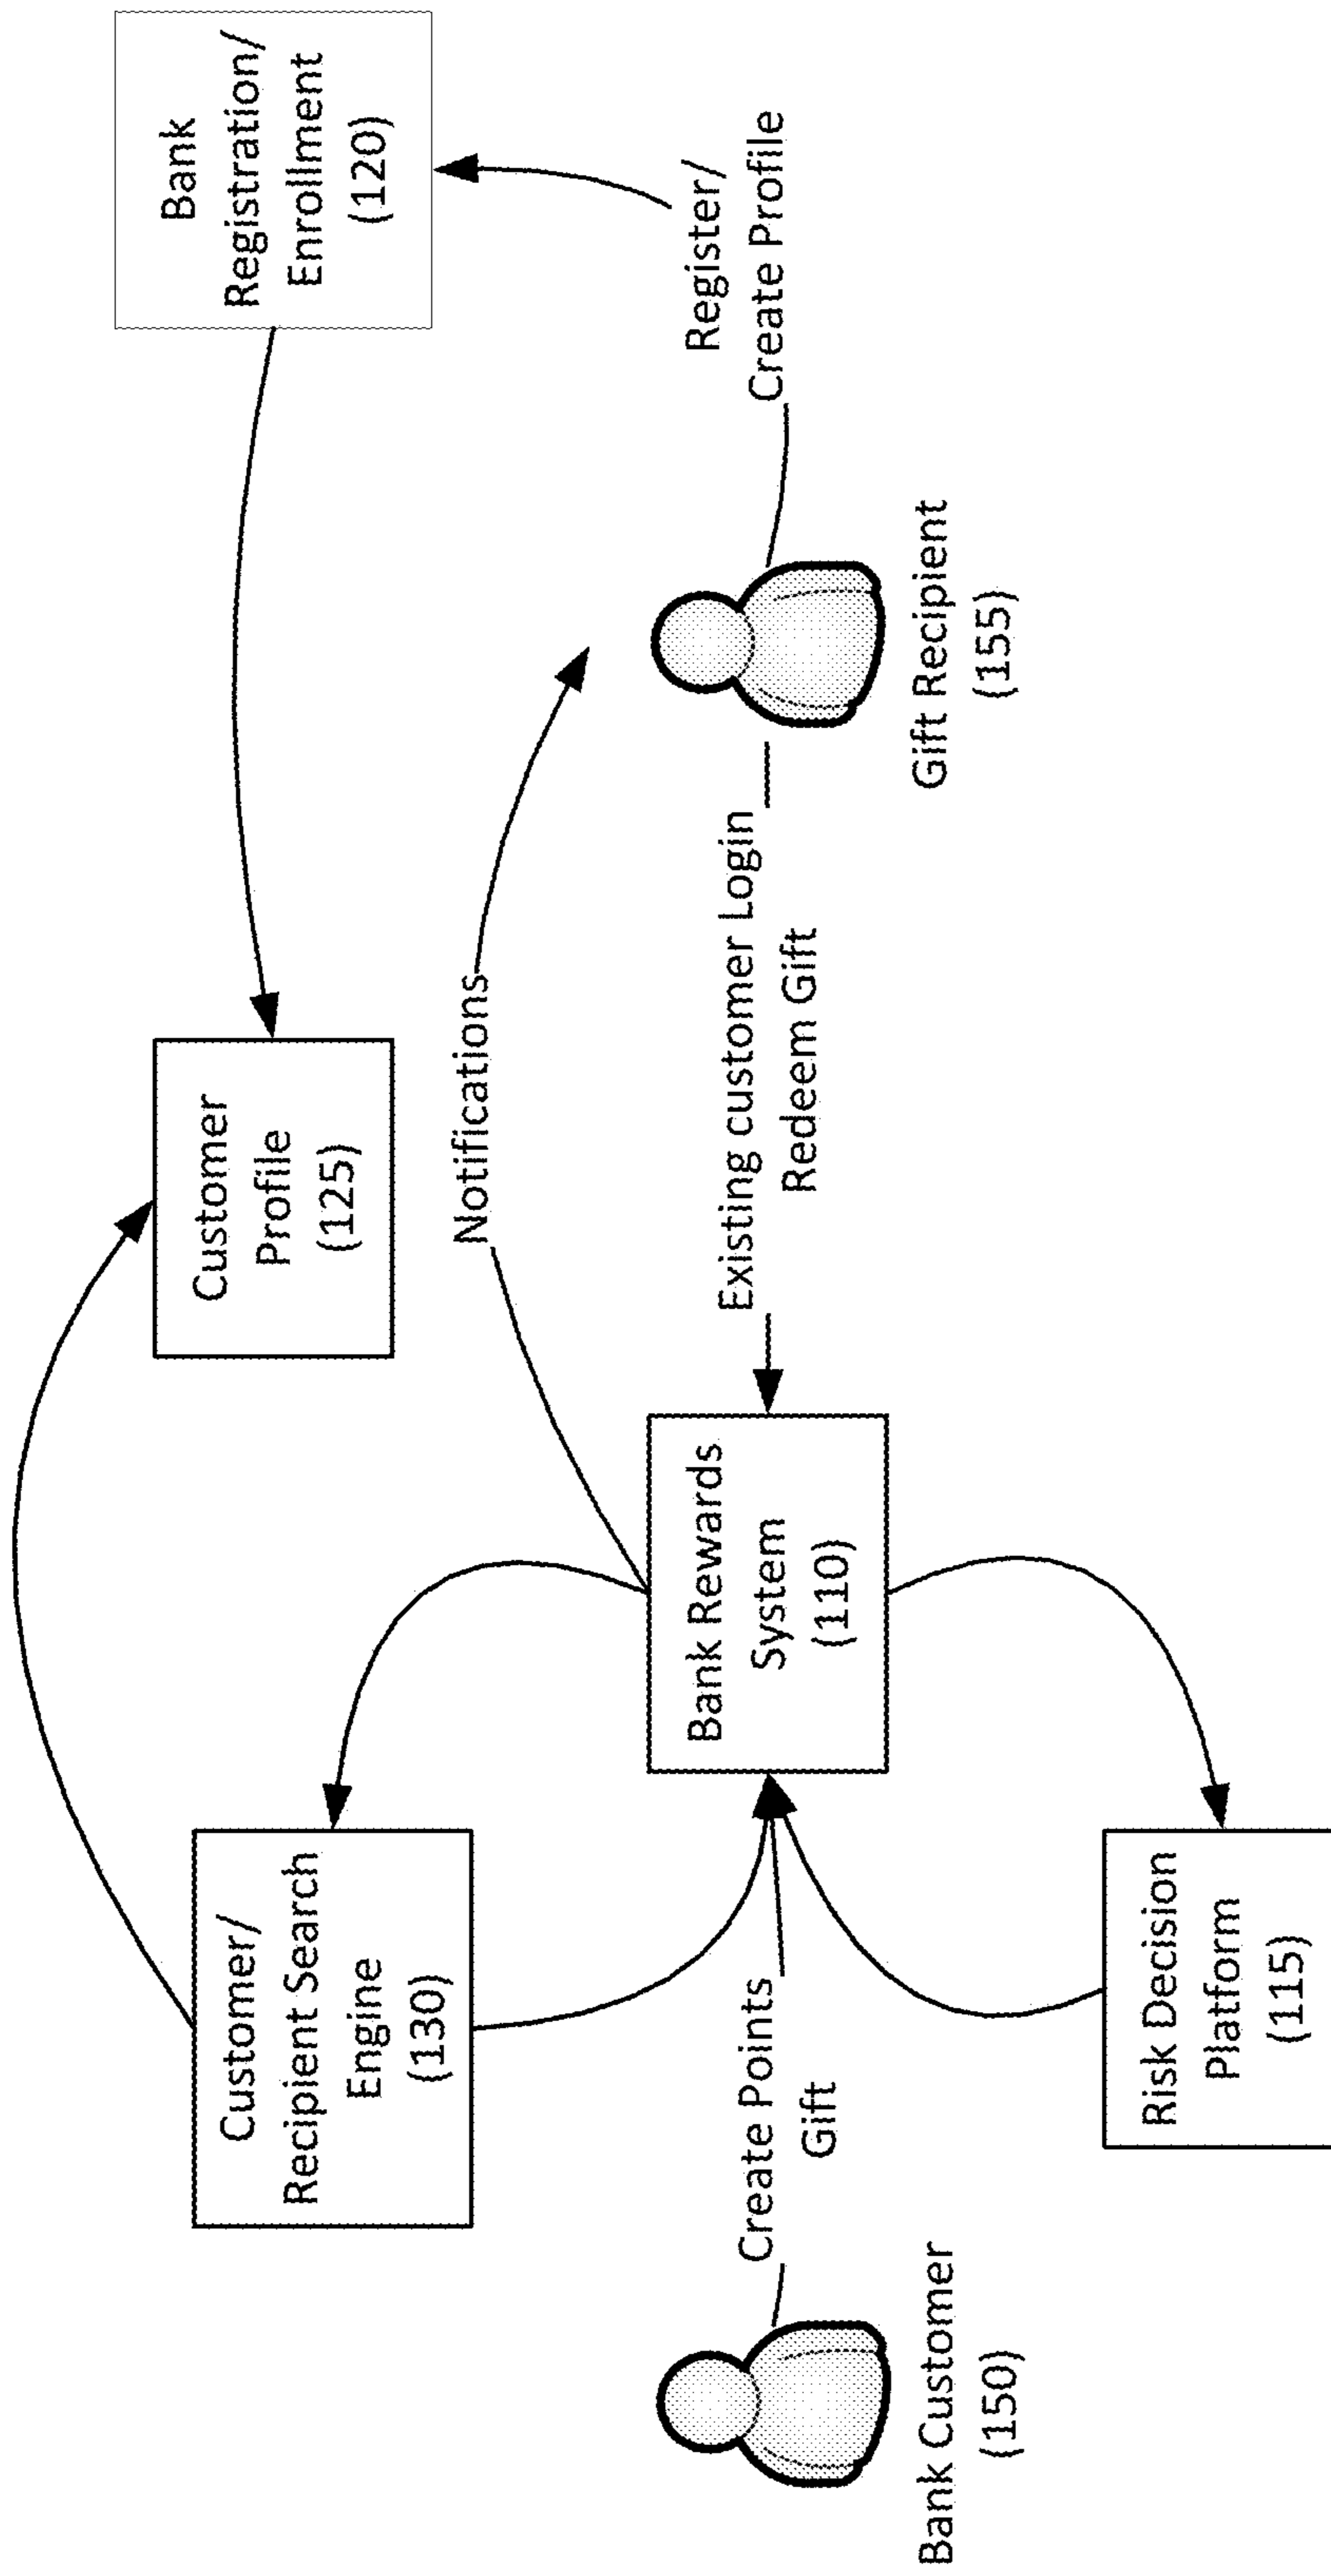 Customer/
Recipient Search
Engine
(130)
Customer
Profile
(125)
Bank
Registration/
Enrollment
(120)
Notifications
Register/
Create Profile
Create Points
Gift
Bank Rewards
System
(110)
Existing customer Login
Redeem Gift
Bank Customer
(150)
Gift Recipient
(155)
Risk Decision
Platform
(115)